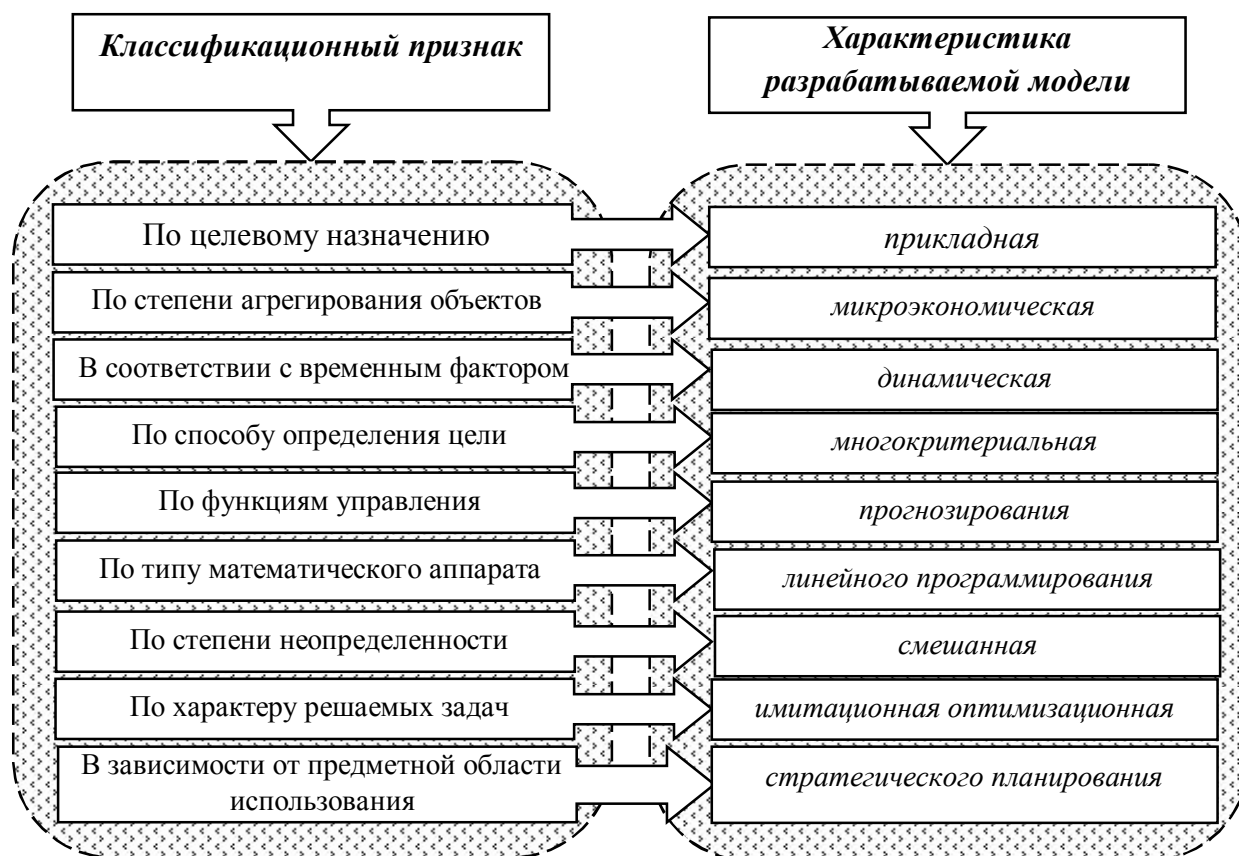 Классификационный признак
Характеристика
разрабатываемой модели
По целевому назначению
прикладная
По степени агрегирования объектов
микроэкономическая
В соответствии с временным фактором
динамическая
По способу определения цели
многокритериальная
По функциям управления
прогнозирования
По типу математического аппарата
линейного программирования
По степени неопределенности
смешанная
По характеру решаемых задач
имитационная оптимизационная
В зависимости от предметной области
использования
стратегического планирования